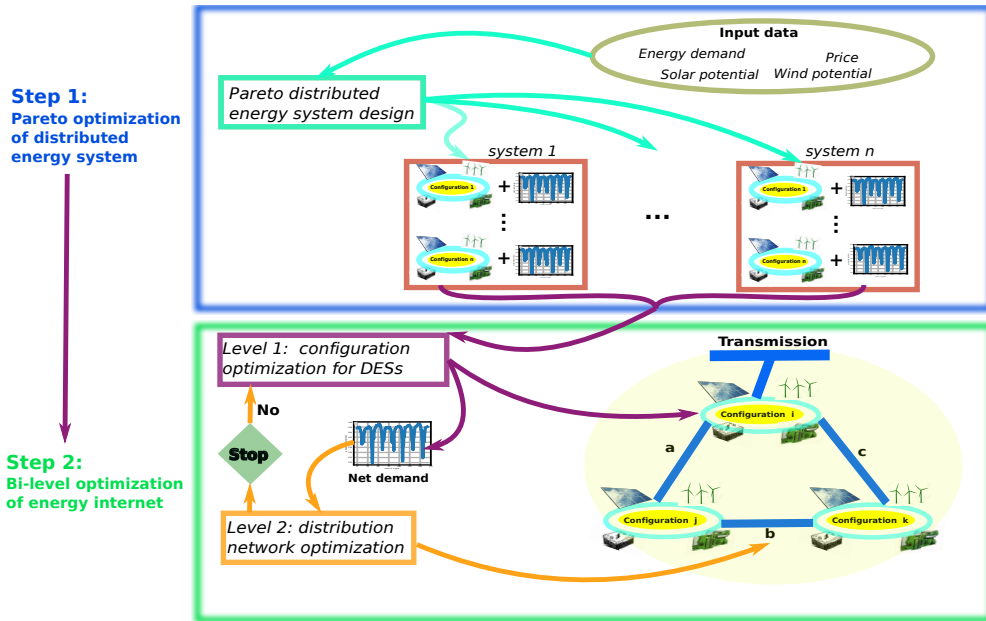 Input data
Energy demand
Price
Solar potential
Wind potential
Step 1:
Pareto optimization
of distributed
energy system
Pareto distributed
energy system design
system 1
system n
Configuration 1
+
Configuration 1
+
...
Configuration n
+
Configuration n
+
Level 1: configuration
optimization for DESs
Transmission
No
Configuration i
Stop
a
c
Step 2:
Bi-level optimization
of energy internet
Net demand
Level 2: distribution
network optimization
Configuration j
Configuration k
b